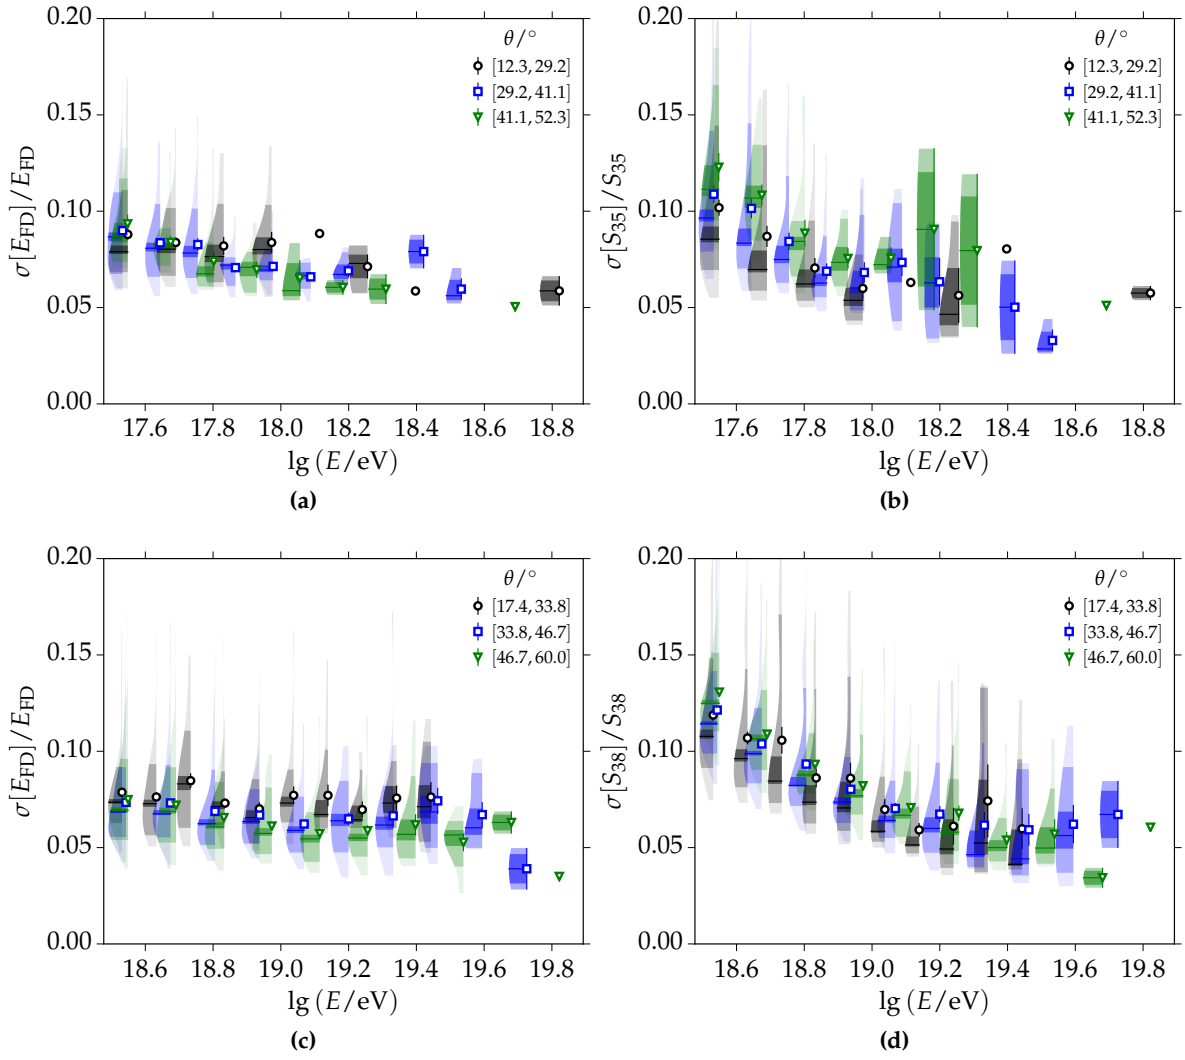 0.20
0.15
0.10
0.05
0.00
σ[E_FD]/E_FD
θ/°
[12.3, 29.2]
[29.2, 41.1]
[41.1, 52.3]
17.6 17.8 18.0 18.2 18.4 18.6 18.8
lg (E/eV)
(a)
0.20
0.15
0.10
0.05
0.00
σ[S_35]/S_35
θ/°
[12.3, 29.2]
[29.2, 41.1]
[41.1, 52.3]
17.6 17.8 18.0 18.2 18.4 18.6 18.8
lg (E/eV)
(b)
0.20
0.15
0.10
0.05
0.00
σ[E_FD]/E_FD
θ/°
[17.4, 33.8]
[33.8, 46.7]
[46.7, 60.0]
18.6 18.8 19.0 19.2 19.4 19.6 19.8
lg (E/eV)
(c)
0.20
0.15
0.10
0.05
0.00
σ[S_38]/S_38
θ/°
[17.4, 33.8]
[33.8, 46.7]
[46.7, 60.0]
18.6 18.8 19.0 19.2 19.4 19.6 19.8
lg (E/eV)
(d)